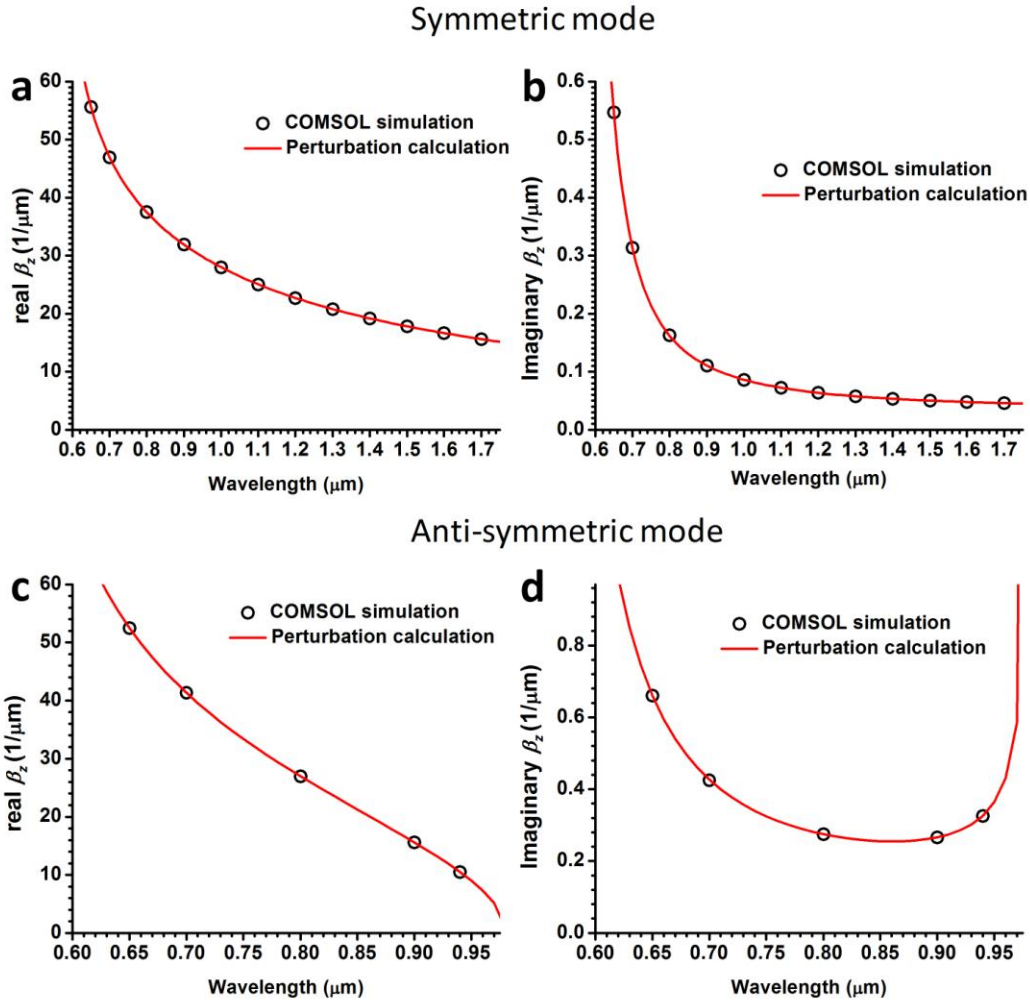 Symmetric mode
a
60
50
40
30
20
10
0
real βz (1/μm)
COMSOL simulation
Perturbation calculation
0.6 0.7 0.8 0.9 1.0 1.1 1.2 1.3 1.4 1.5 1.6 1.7
Wavelength (μm)
b
0.6
0.5
0.4
0.3
0.2
0.1
0.0
Imaginary βz (1/μm)
COMSOL simulation
Perturbation calculation
0.6 0.7 0.8 0.9 1.0 1.1 1.2 1.3 1.4 1.5 1.6 1.7
Wavelength (μm)
Anti-symmetric mode
c
60
50
40
30
20
10
0
real βz (1/μm)
COMSOL simulation
Perturbation calculation
0.60 0.65 0.70 0.75 0.80 0.85 0.90 0.95
Wavelength (μm)
d
0.8
0.6
0.4
0.2
0.0
Imaginary βz (1/μm)
COMSOL simulation
Perturbation calculation
0.60 0.65 0.70 0.75 0.80 0.85 0.90 0.95
Wavelength (μm)